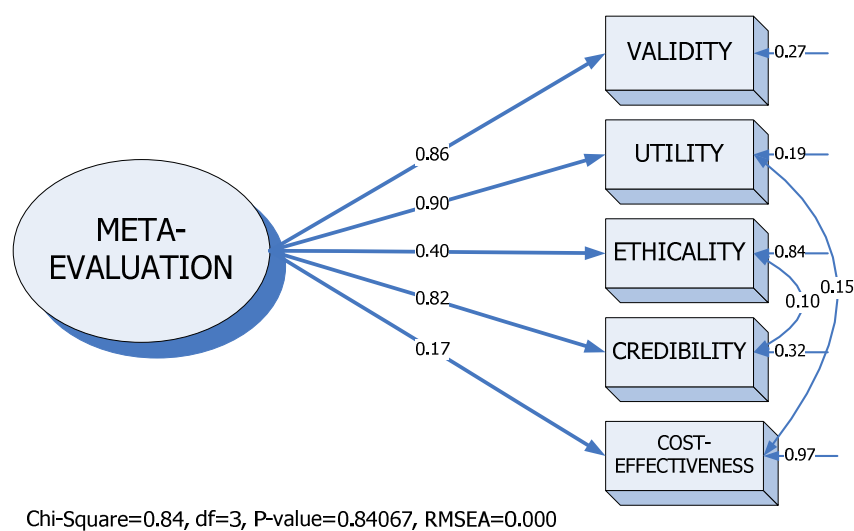 META-
EVALUATION
0.86
0.90
0.40
0.82
0.17
VALIDITY
0.27
UTILITY
0.19
ETHICALITY
0.84
0.15
0.10
CREDIBILITY
0.32
COST-
EFFECTIVENESS
0.97
Chi-Square=0.84, df=3, P-value=0.84067, RMSEA=0.000